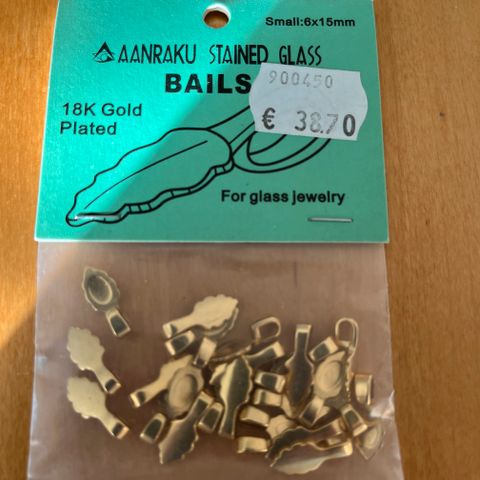 Small:6x15mm
AANRAKU STAINED GLASS
BAILS
900450
€ 38.70
18K Gold
Plated
For glass jewelry